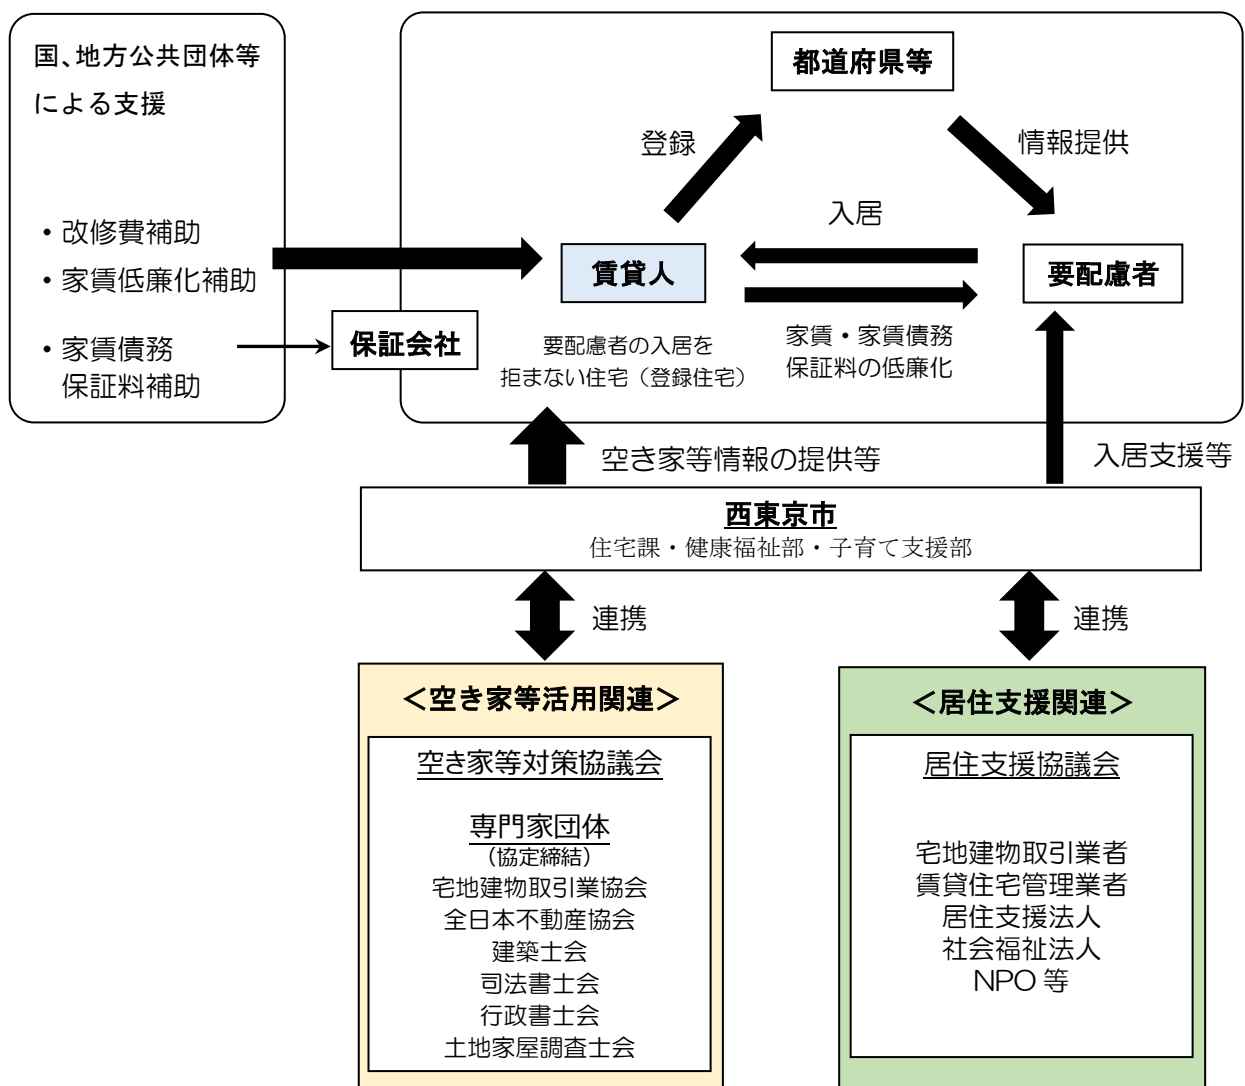 国、地方公共団体等
による支援
・改修費補助
・家賃低廉化補助
・家賃債務
保証料補助
保証会社
都道府県等
登録
情報提供
入居
賃貸人
要配慮者
要配慮者の入居を
拒まない住宅（登録住宅）
家賃・家賃債務
保証料の低廉化
空き家等情報の提供等
入居支援等
西東京市
住宅課・健康福祉部・子育て支援部
連携
連携
＜空き家等活用関連＞
空き家等対策協議会
専門家団体
（協定締結）
宅地建物取引業協会
全日本不動産協会
建築士会
司法書士会
行政書士会
土地家屋調査士会
＜居住支援関連＞
居住支援協議会
宅地建物取引業者
賃貸住宅管理業者
居住支援法人
社会福祉法人
NPO 等